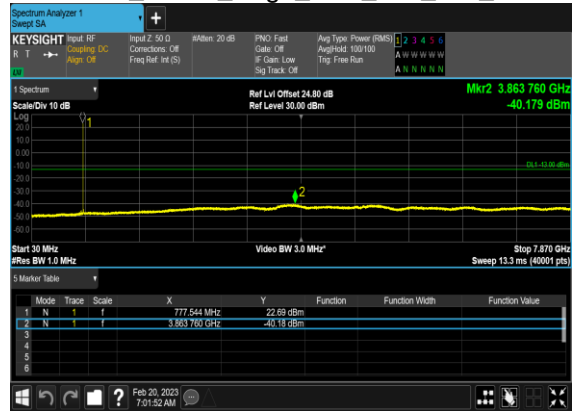 Spectrum Analyzer 1
Swept SA
+
KEYSIGHT Input: RF Input Z: 50 Ω #Atten: 20 dB PNO: Fast Avg Type: Power (RMS) 1 2 3 4 5 6
R T Coupling: DC Corrections: Off Gate: Off Avg|Hold: 100/100 A W W W W W
Align: Off Freq Ref: Int (S) IF Gain: Low Trig: Free Run
Sig Track: Off A N N N N N
1 Spectrum Ref Lvl Offset 24.80 dB Mkr2 3.863 760 GHz
Scale/Div 10 dB Ref Level 30.00 dBm -40.179 dBm
Log
20.0
10.0
0.00
-10.0
-20.0
-30.0
-40.0
-50.0
-60.0
1
DL1 -13.00 dBm
2
Start 30 MHz Video BW 3.0 MHz* Stop 7.870 GHz
#Res BW 1.0 MHz Sweep 13.3 ms (40001 pts)
5 Marker Table
Mode Trace Scale X Y Function Function Width Function Value
1 N 1 f 777.544 MHz 22.69 dBm
2 N 1 f 3.863 760 GHz -40.18 dBm
3
4
5
6
? Feb 20, 2023
7:01:52 AM